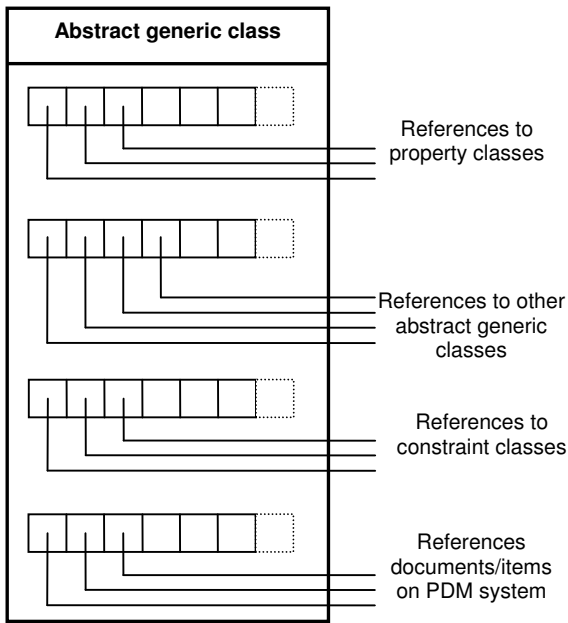 Abstract generic class
References to
property classes
References to other
abstract generic
classes
References to
constraint classes
References
documents/items
on PDM system